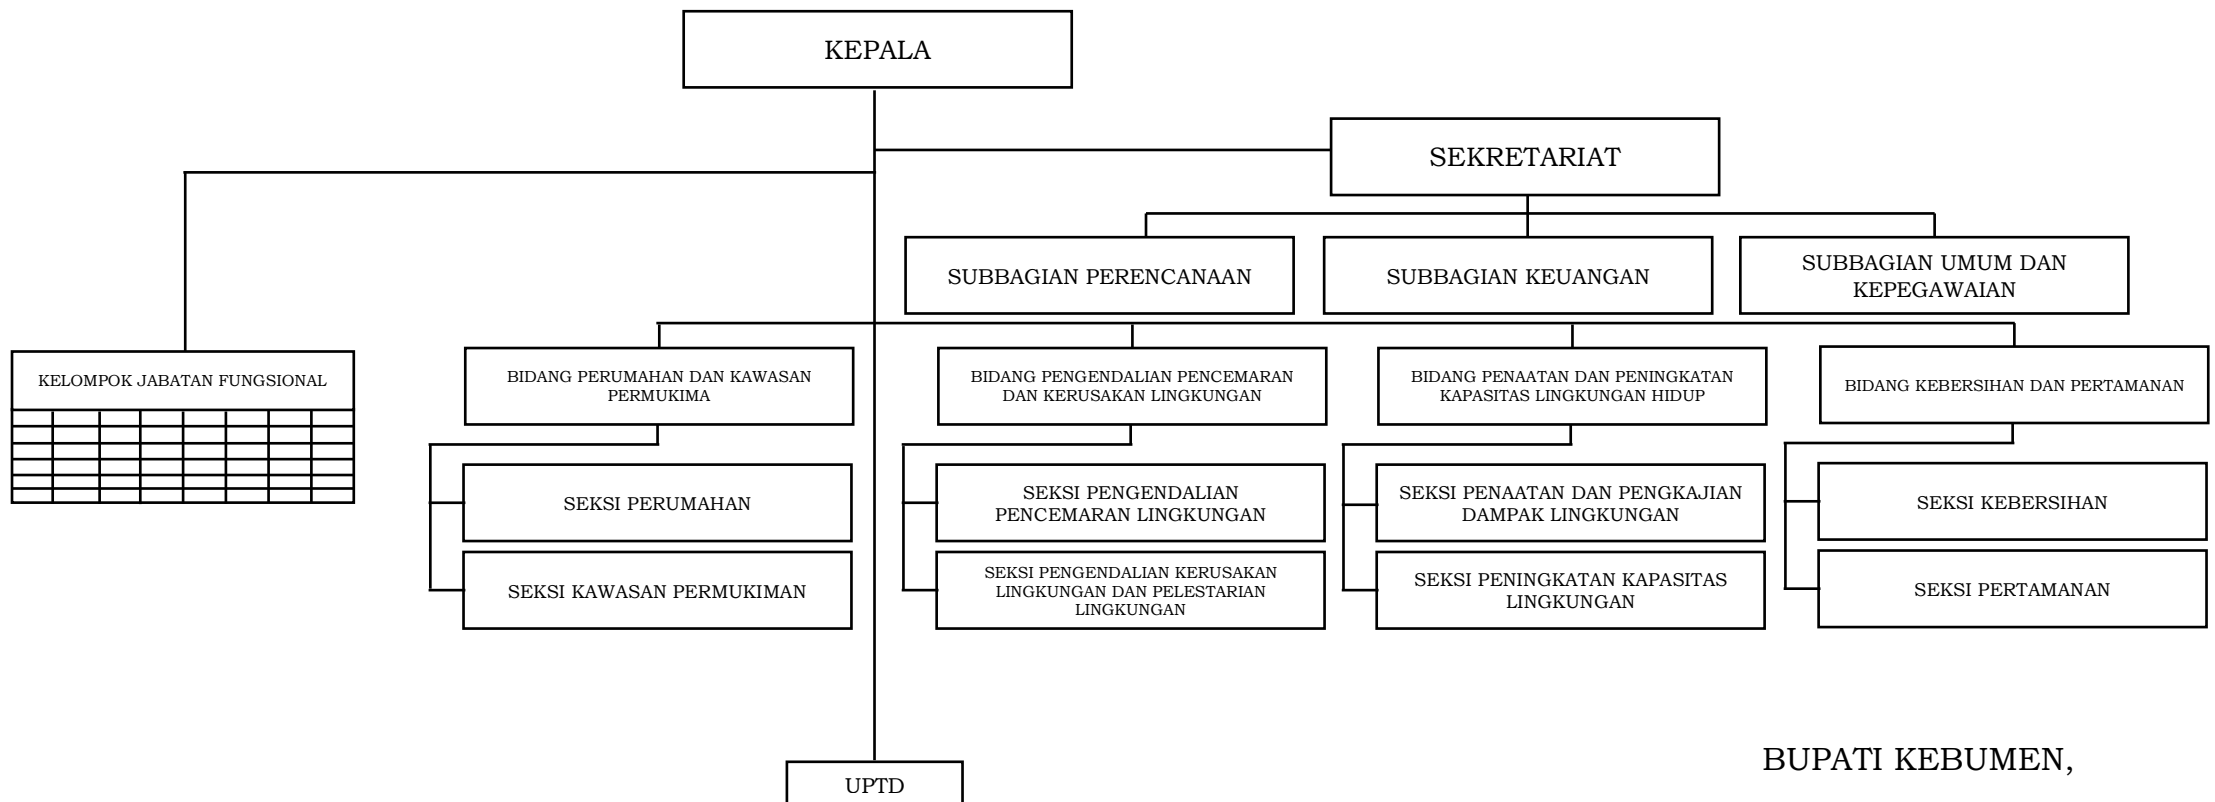 KEPALA
SEKRETARIAT
SUBBAGIAN PERENCANAAN
SUBBAGIAN KEUANGAN
SUBBAGIAN UMUM DAN
KEPEGAWAIAN
KELOMPOK JABATAN FUNGSIONAL
BIDANG PERUMAHAN DAN KAWASAN
PERMUKIMA
BIDANG PENGENDALIAN PENCEMARAN
DAN KERUSAKAN LINGKUNGAN
BIDANG PENAATAN DAN PENINGKATAN
KAPASITAS LINGKUNGAN HIDUP
BIDANG KEBERSIHAN DAN PERTAMANAN
SEKSI PERUMAHAN
SEKSI PENGENDALIAN
PENCEMARAN LINGKUNGAN
SEKSI PENAATAN DAN PENGKAJIAN
DAMPAK LINGKUNGAN
SEKSI KEBERSIHAN
SEKSI KAWASAN PERMUKIMAN
SEKSI PENGENDALIAN KERUSAKAN
LINGKUNGAN DAN PELESTARIAN
LINGKUNGAN
SEKSI PENINGKATAN KAPASITAS
LINGKUNGAN
SEKSI PERTAMANAN
BUPATI KEBUMEN,
UPTD